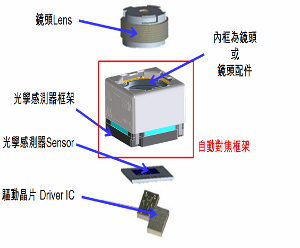 鏡頭Lens
內框為鏡頭
或
鏡頭配件
光學感測器框架
光學感測器Sensor
自動對焦框架
驅動晶片 Driver IC